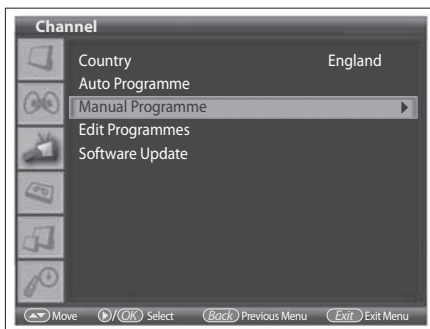 Channel
Country England
Auto Programme
Manual Programme
Edit Programmes
Software Update
Move /OK Select Back Previous Menu Exit Exit Menu